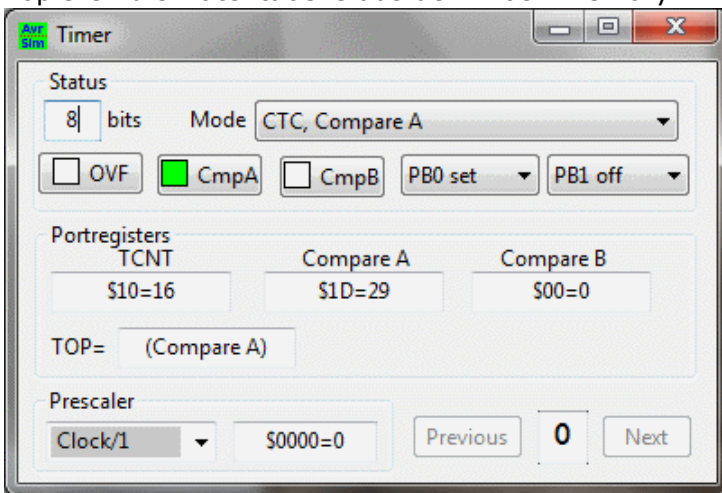 Avr
Sim Timer
Status
8 bits Mode CTC, Compare A
OVF CmpA CmpB PB0 set PB1 off
Portregisters
TCNT Compare A Compare B
$10=16 $1D=29 $00=0
TOP= (Compare A)
Prescaler
Clock/1 $0000=0 Previous 0 Next